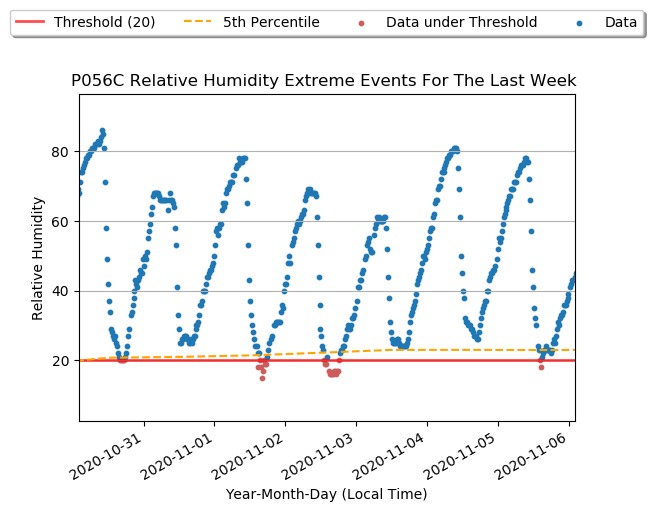 Threshold (20) 5th Percentile Data under Threshold Data
P056C Relative Humidity Extreme Events For The Last Week
Relative Humidity
80
60
40
20
2020-10-31 2020-11-01 2020-11-02 2020-11-03 2020-11-04 2020-11-05 2020-11-06
Year-Month-Day (Local Time)